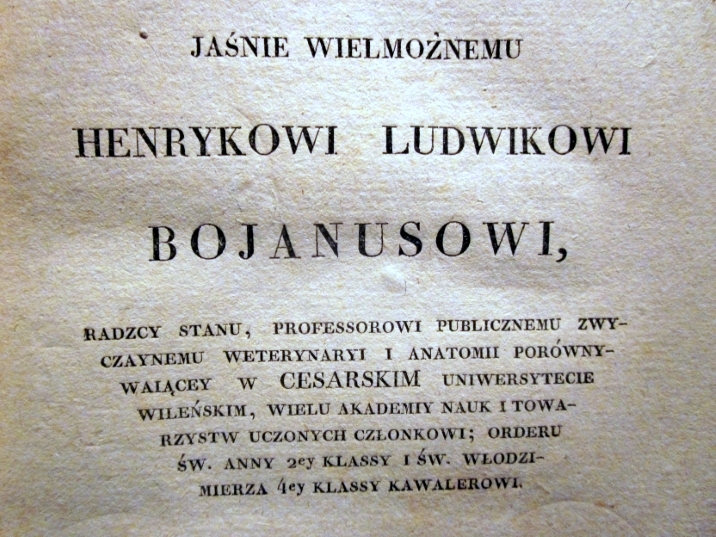 JAŚNIE WIELMOŻNEMU
HENRYKOWI LUDWIKOWI
BOJANUSOWI,
RADZCY STANU, PROFESSOROWI PUBLICZNEMU ZWY-
CZAYNEMU WETERYNARYI I ANATOMII PORÓWNY-
WAIĄCEY W CESARSKIM UNIWERSYTECIE
WILEŃSKIM, WIELU AKADEMIY NAUK I TOWA-
RZYSTW UCZONYCH CZŁONKOWI; ORDERU
ŚW. ANNY 2ey KLASSY I ŚW. WŁODZI-
MIERZA 4ey KLASSY KAWALEROWI.